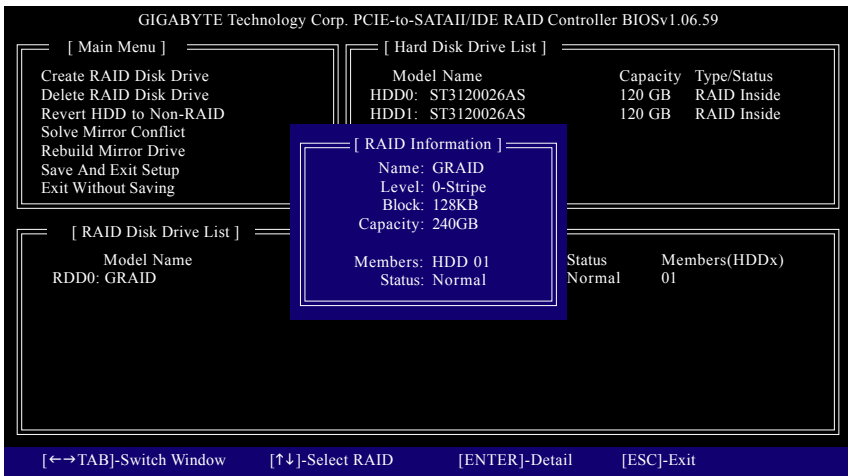 GIGABYTE Technology Corp. PCIE-to-SATAII/IDE RAID Controller BIOSv1.06.59
[ Main Menu ]
Create RAID Disk Drive
Delete RAID Disk Drive
Revert HDD to Non-RAID
Solve Mirror Conflict
Rebuild Mirror Drive
Save And Exit Setup
Exit Without Saving
[ Hard Disk Drive List ]
Model Name Capacity Type/Status
HDD0: ST3120026AS 120 GB RAID Inside
HDD1: ST3120026AS 120 GB RAID Inside
[ RAID Information ]
Name: GRAID
Level: 0-Stripe
Block: 128KB
Capacity: 240GB
Members: HDD 01
Status: Normal
[ RAID Disk Drive List ]
Model Name Status Members(HDDx)
RDD0: GRAID Normal 01
[←→TAB]-Switch Window [↑↓]-Select RAID [ENTER]-Detail [ESC]-Exit